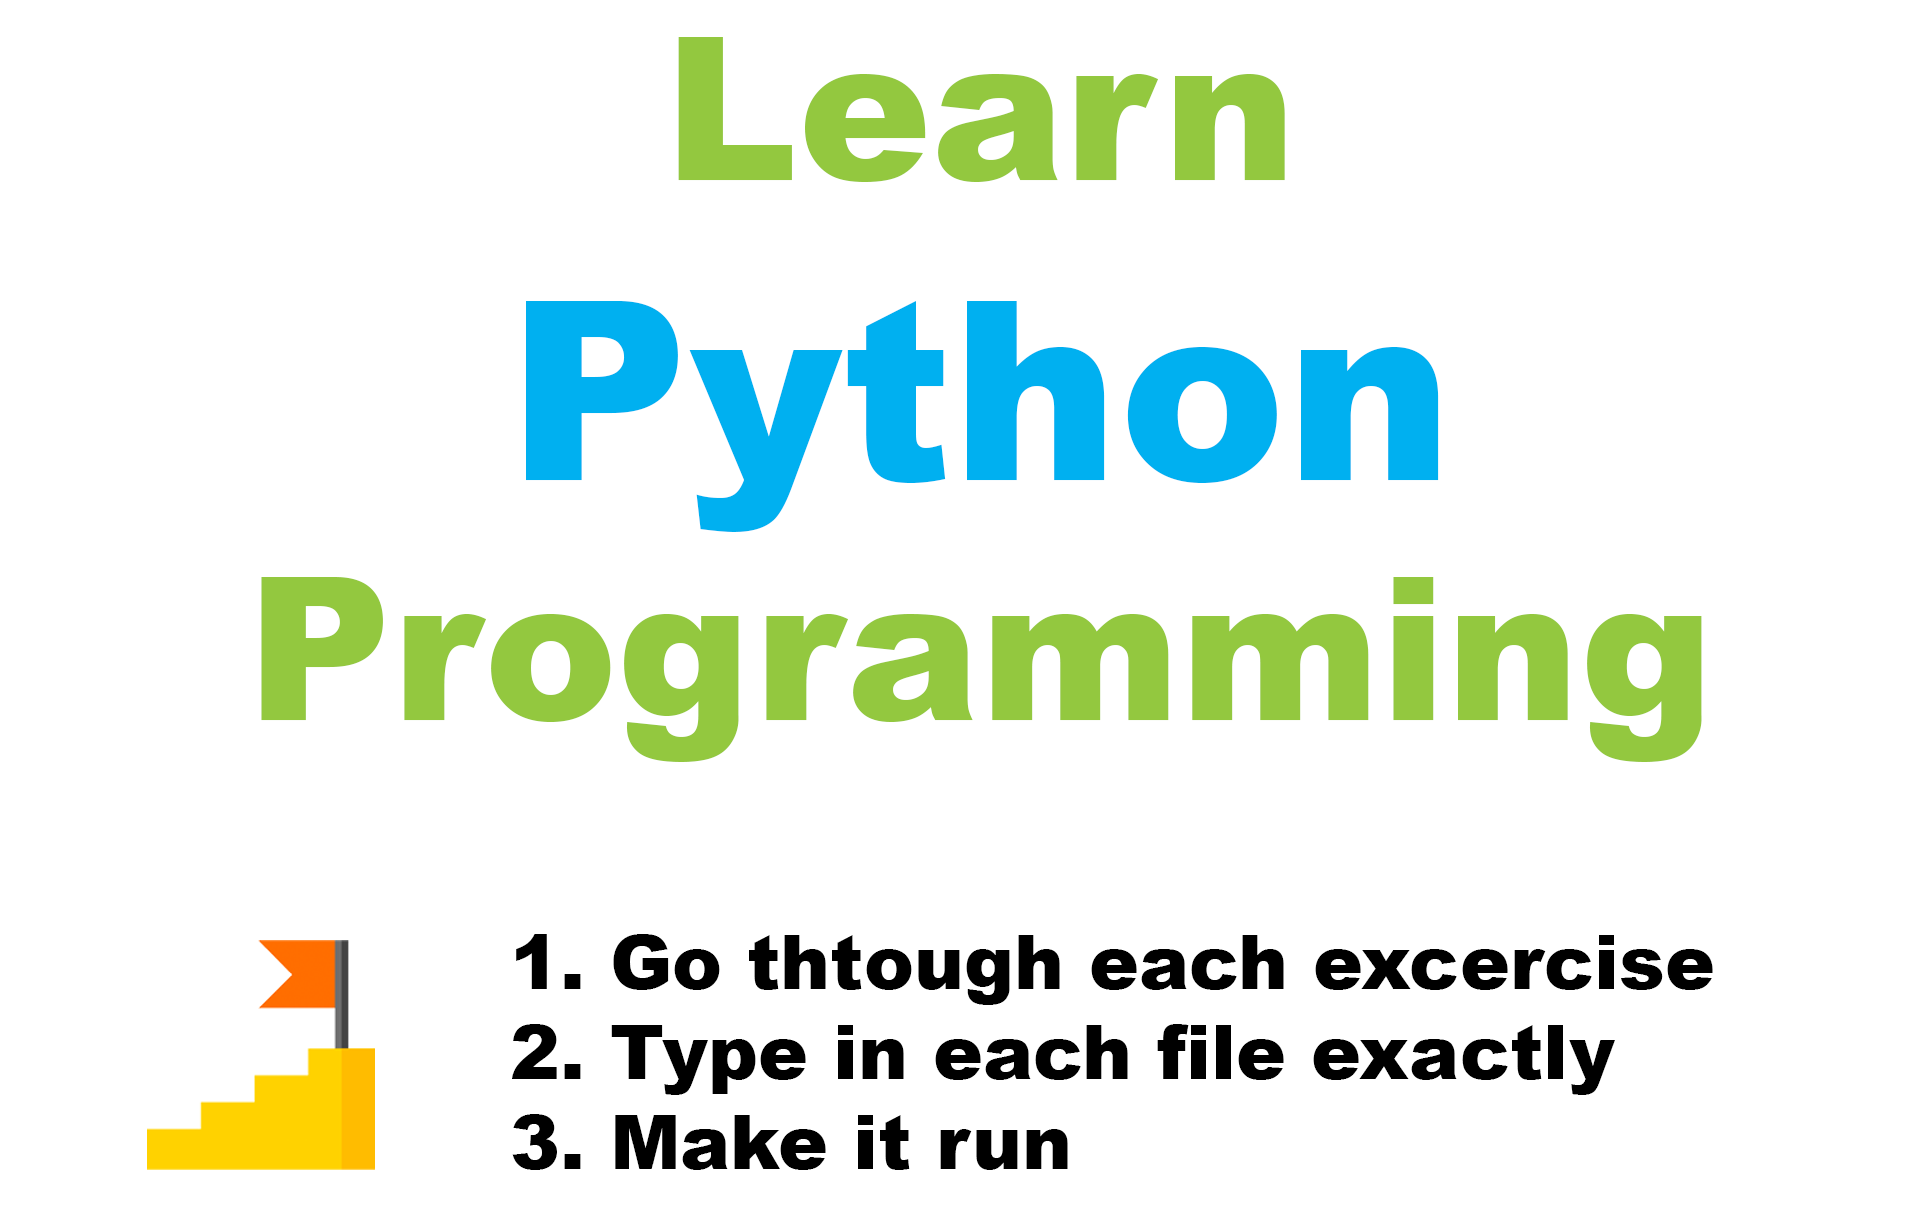 Learn
Python
Programming
1. Go thtough each excercise
2. Type in each file exactly
3. Make it run